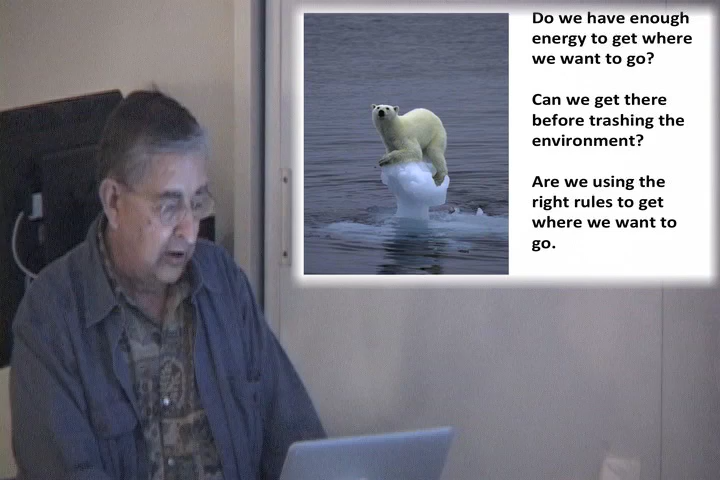 Do we have enough
energy to get where
we want to go?
Can we get there
before trashing the
environment?
Are we using the
right rules to get
where we want to
go.